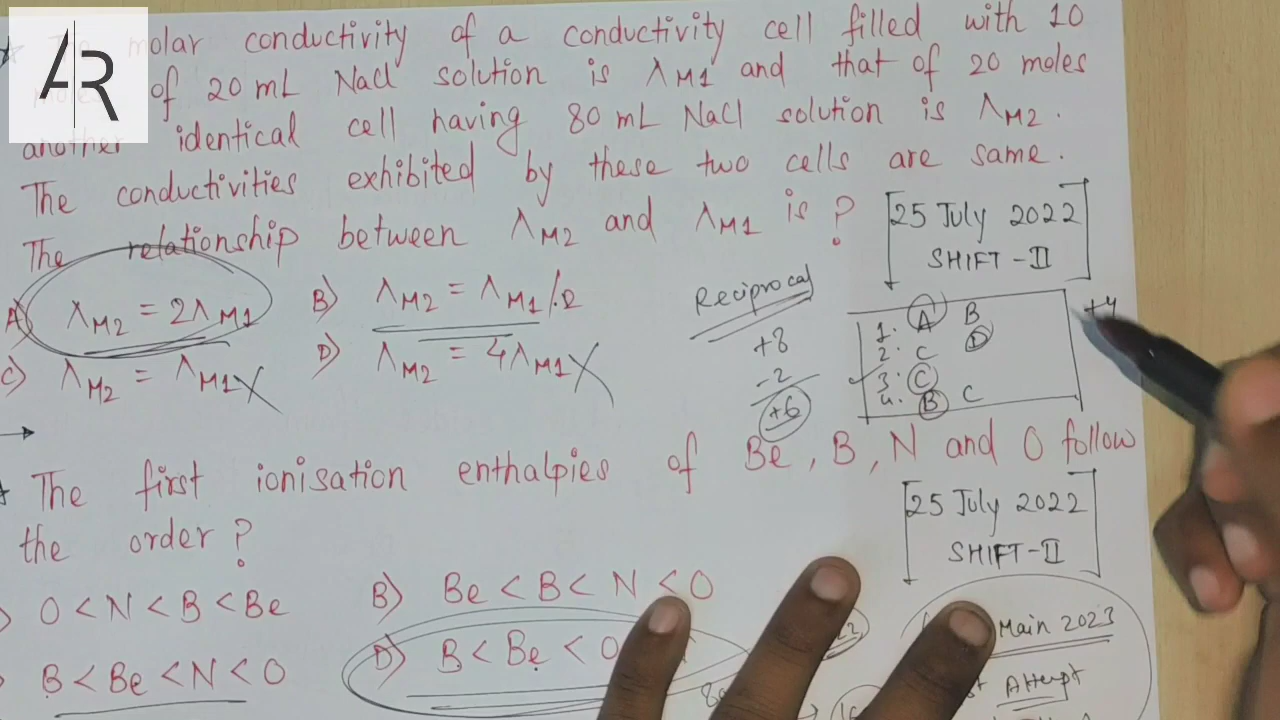 AR
molar conductivity of a conductivity cell filled with 10
of 20 mL NaCl solution is λM1 and that of 20 moles
another identical cell having 80 mL NaCl solution is λM2.
The conductivities exhibited by these two cells are same.
The relationship between λM2 and λM1 is?
[25 July 2022
SHIFT-II]
A) λM2 = 2λM1 B) λM2 = λM1/2
C) λM2 = λM1 D) λM2 = 4λM1
Reciprocal
+8
-2
+6
1. A B
2. C D
3. C
4. B C
+4
→
The first ionisation enthalpies of Be, B, N and O follow
the order?
[25 July 2022
SHIFT-II]
) O < N < B < Be B) Be < B < N < O
B < Be < N < O D) B < Be < O
Main 2023
Attempt